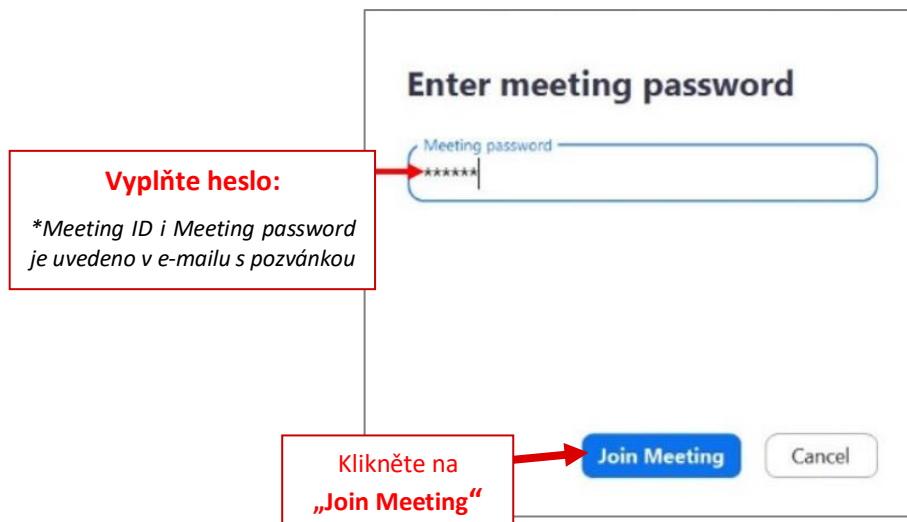 Enter meeting password
Meeting password
******
Vyplňte heslo:
*Meeting ID i Meeting password
je uvedeno v e-mailu s pozvánkou
Join Meeting
Cancel
Klikněte na
„Join Meeting“